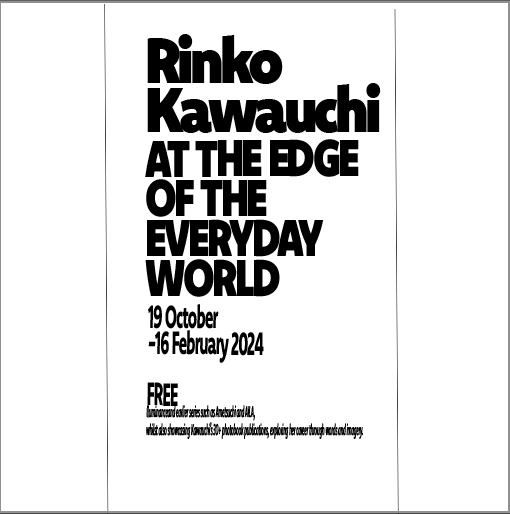 Rinko
Kawauchi
AT THE EDGE
OF THE
EVERYDAY
WORLD
19 October
–16 February 2024
FREE
Iluminance and earlier series such as Ametsuchi and AILA,
whilst also showcasing Kawauchi's 20+ photobook publications, exploring her career through words and imagery.